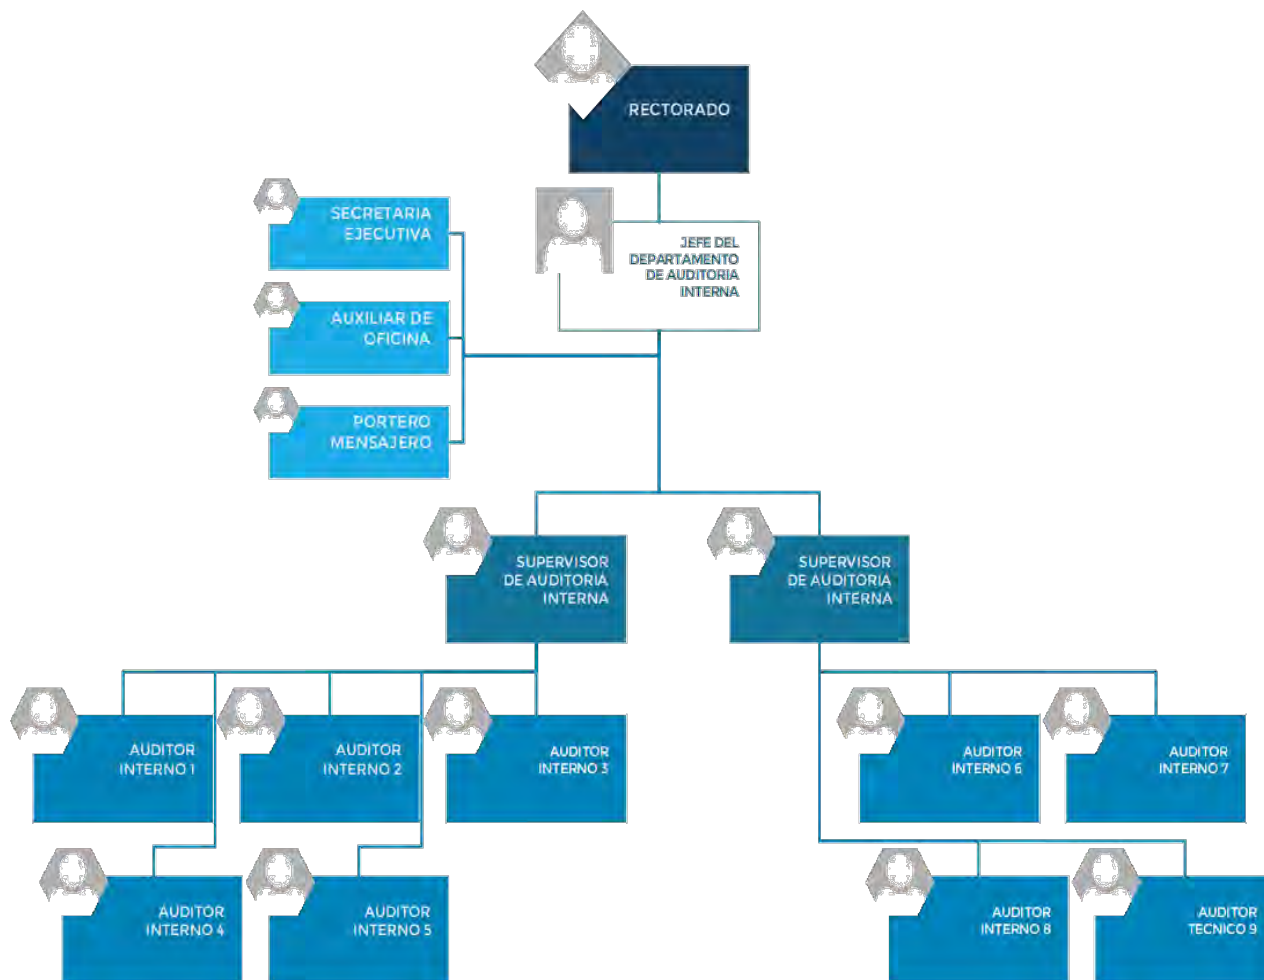 RECTORADO
JEFE DEL
DEPARTAMENTO
DE AUDITORIA
INTERNA
SECRETARIA
EJECUTIVA
AUXILIAR DE
OFICINA
PORTERO
MENSAJERO
SUPERVISOR
DE AUDITORIA
INTERNA
SUPERVISOR
DE AUDITORIA
INTERNA
AUDITOR
INTERNO 1
AUDITOR
INTERNO 2
AUDITOR
INTERNO 3
AUDITOR
INTERNO 6
AUDITOR
INTERNO 7
AUDITOR
INTERNO 4
AUDITOR
INTERNO 5
AUDITOR
INTERNO 8
AUDITOR
TECNICO 9